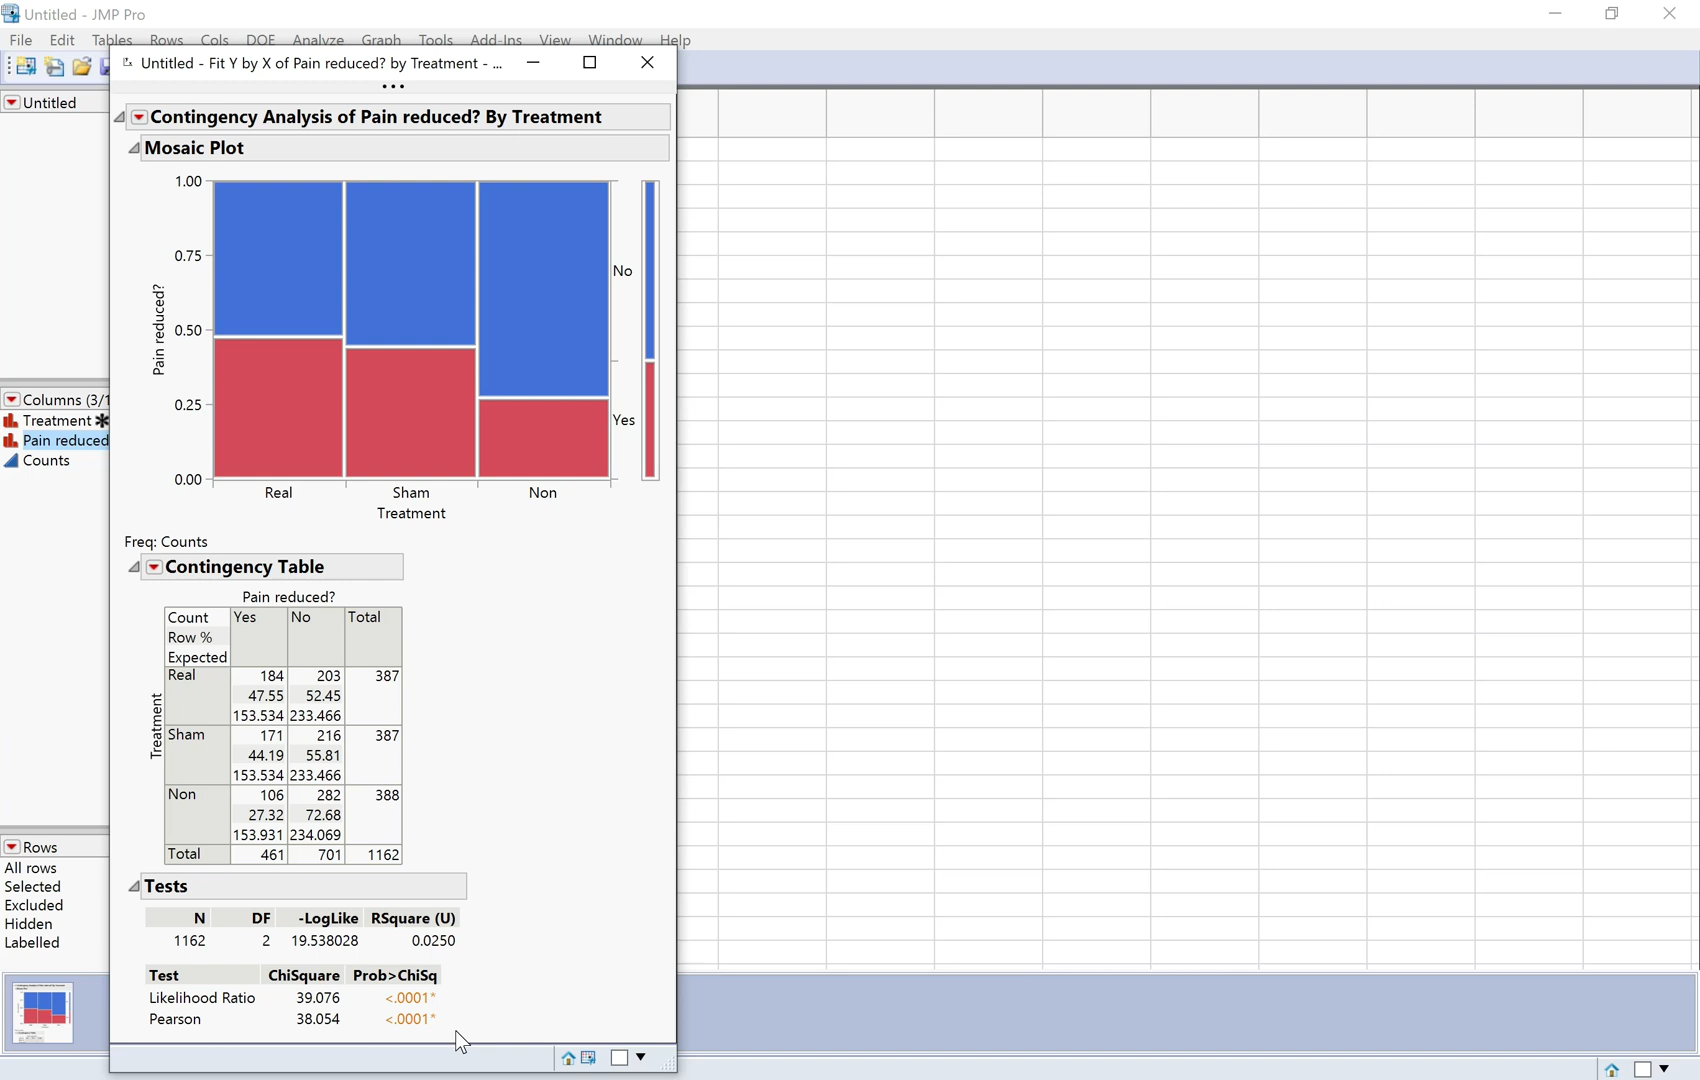 Untitled - JMP Pro
File Edit Tables Rows Cols DOE Analyze Graph Tools Add-Ins View Window Help
Untitled - Fit Y by X of Pain reduced? by Treatment - ...
Untitled
Contingency Analysis of Pain reduced? By Treatment
Mosaic Plot
1.00
0.75
0.50
0.25
0.00
Pain reduced?
No
Yes
Real Sham Non
Treatment
Columns (3/1
Treatment
Pain reduced
Counts
Freq: Counts
Contingency Table
Pain reduced?
Count Yes No Total
Row %
Expected
Treatment
Real 184 203 387
47.55 52.45
153.534 233.466
Sham 171 216 387
44.19 55.81
153.534 233.466
Non 106 282 388
27.32 72.68
153.931 234.069
Total 461 701 1162
Rows
All rows
Selected
Excluded
Hidden
Labelled
Tests
N DF -LogLike RSquare (U)
1162 2 19.538028 0.0250
Test ChiSquare Prob>ChiSq
Likelihood Ratio 39.076 <.0001*
Pearson 38.054 <.0001*